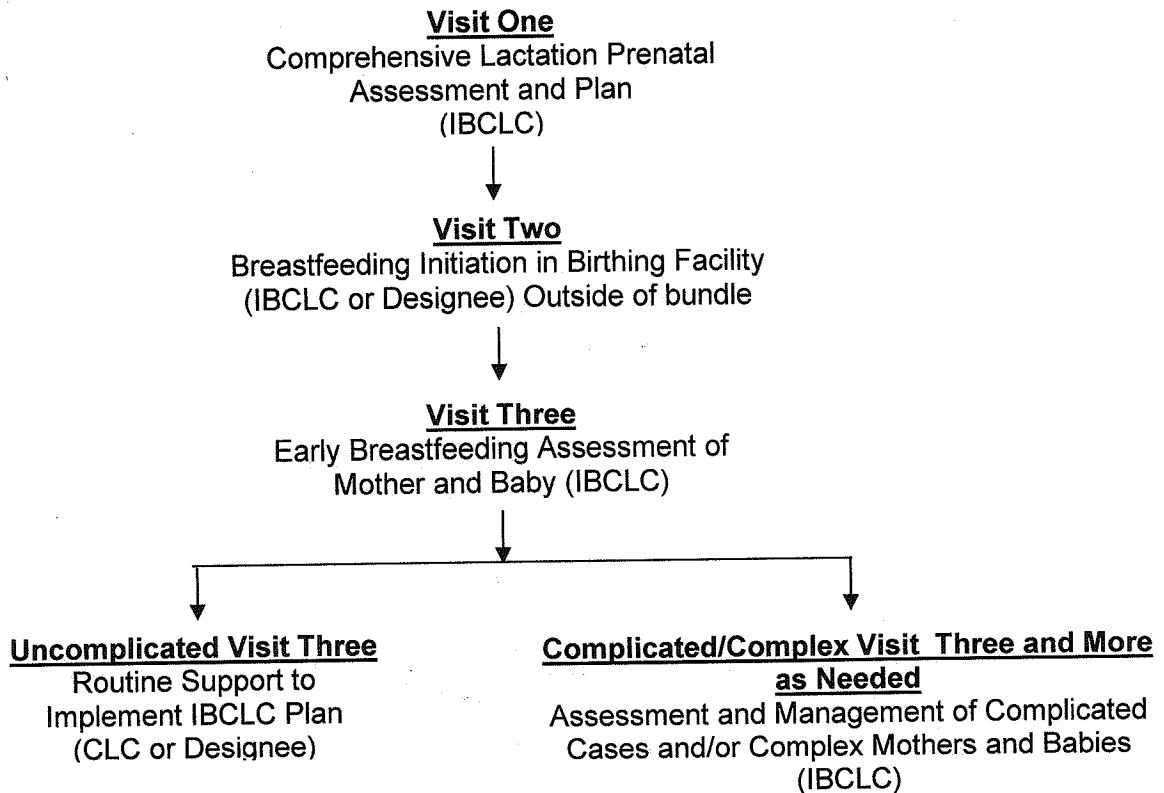 Visit One
Comprehensive Lactation Prenatal
Assessment and Plan
(IBCLC)
Visit Two
Breastfeeding Initiation in Birthing Facility
(IBCLC or Designee) Outside of bundle
Visit Three
Early Breastfeeding Assessment of
Mother and Baby (IBCLC)
Uncomplicated Visit Three
Routine Support to
Implement IBCLC Plan
(CLC or Designee)
Complicated/Complex Visit Three and More
as Needed
Assessment and Management of Complicated
Cases and/or Complex Mothers and Babies
(IBCLC)